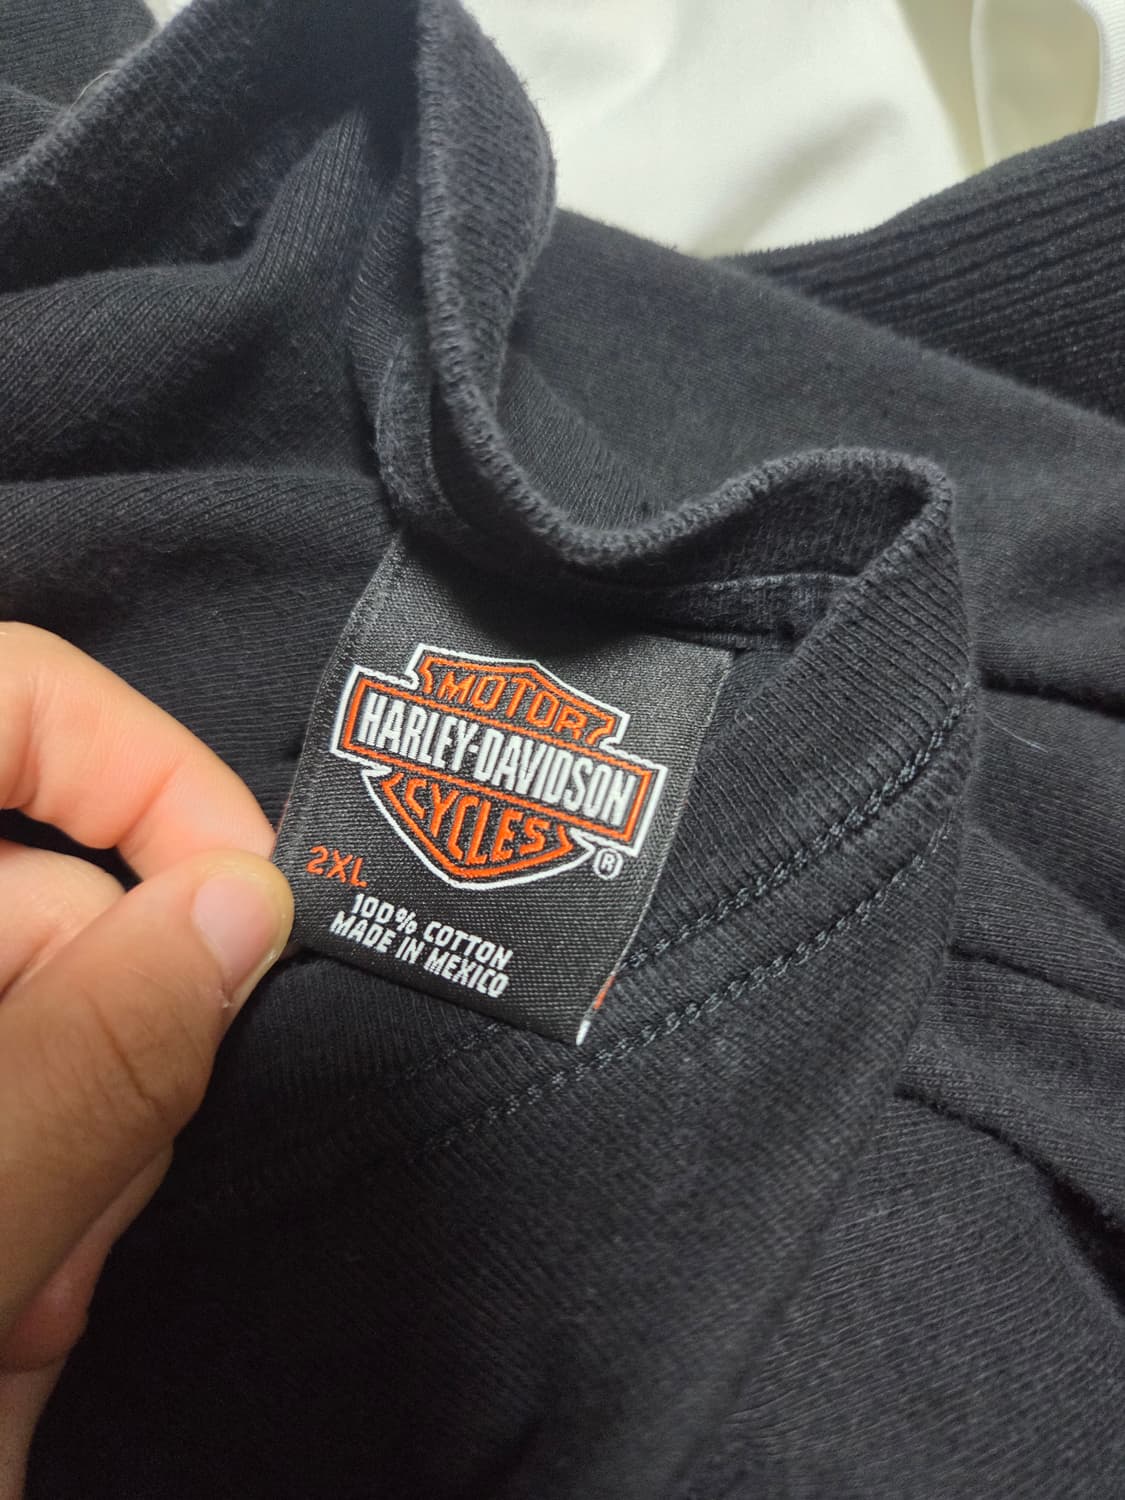 MOTOR
HARLEY-DAVIDSON
CYCLES
®
2XL
100% COTTON
MADE IN MEXICO